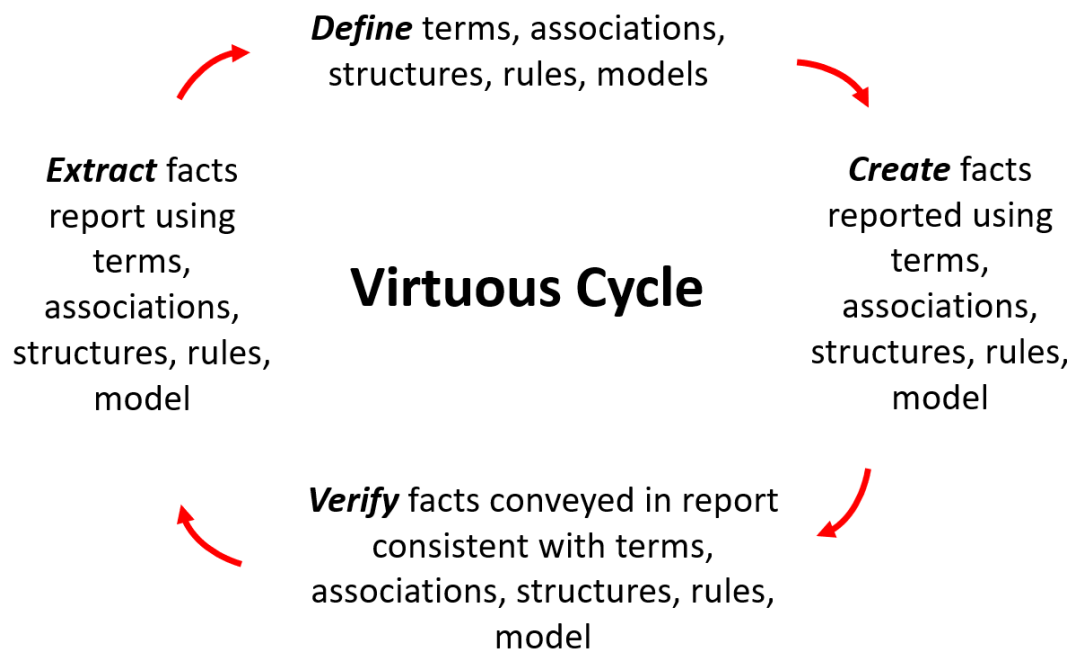 Define terms, associations,
structures, rules, models
Extract facts
report using
terms,
associations,
structures, rules,
model
Virtuous Cycle
Create facts
reported using
terms,
associations,
structures, rules,
model
Verify facts conveyed in report
consistent with terms,
associations, structures, rules,
model